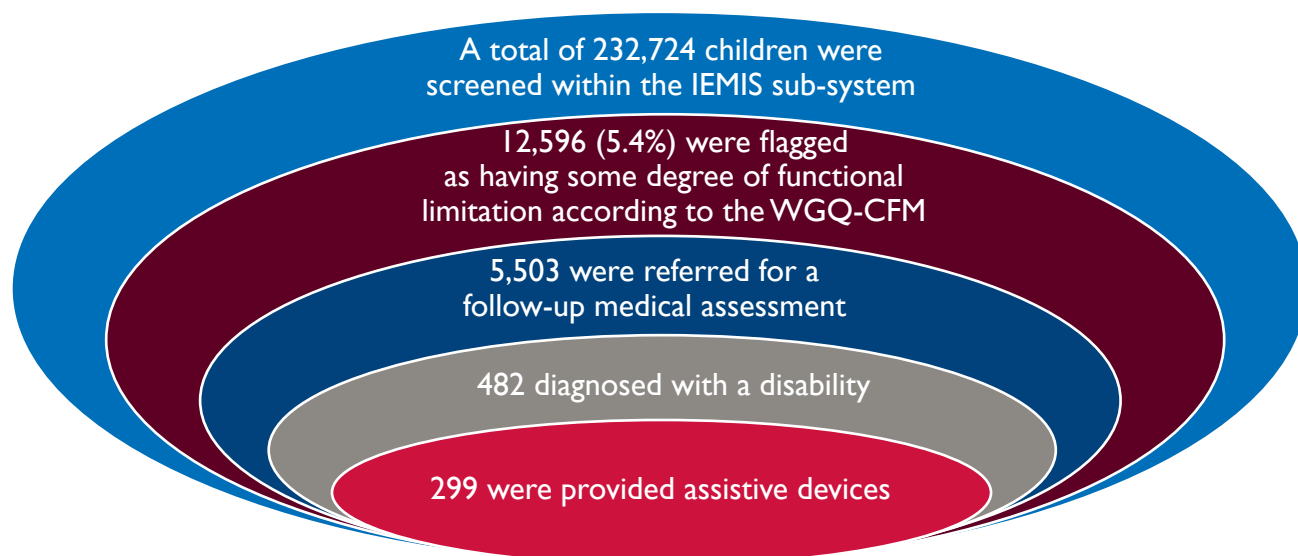 A total of 232,724 children were
screened within the IEMIS sub-system
12,596 (5.4%) were flagged
as having some degree of functional
limitation according to the WGQ-CFM
5,503 were referred for a
follow-up medical assessment
482 diagnosed with a disability
299 were provided assistive devices